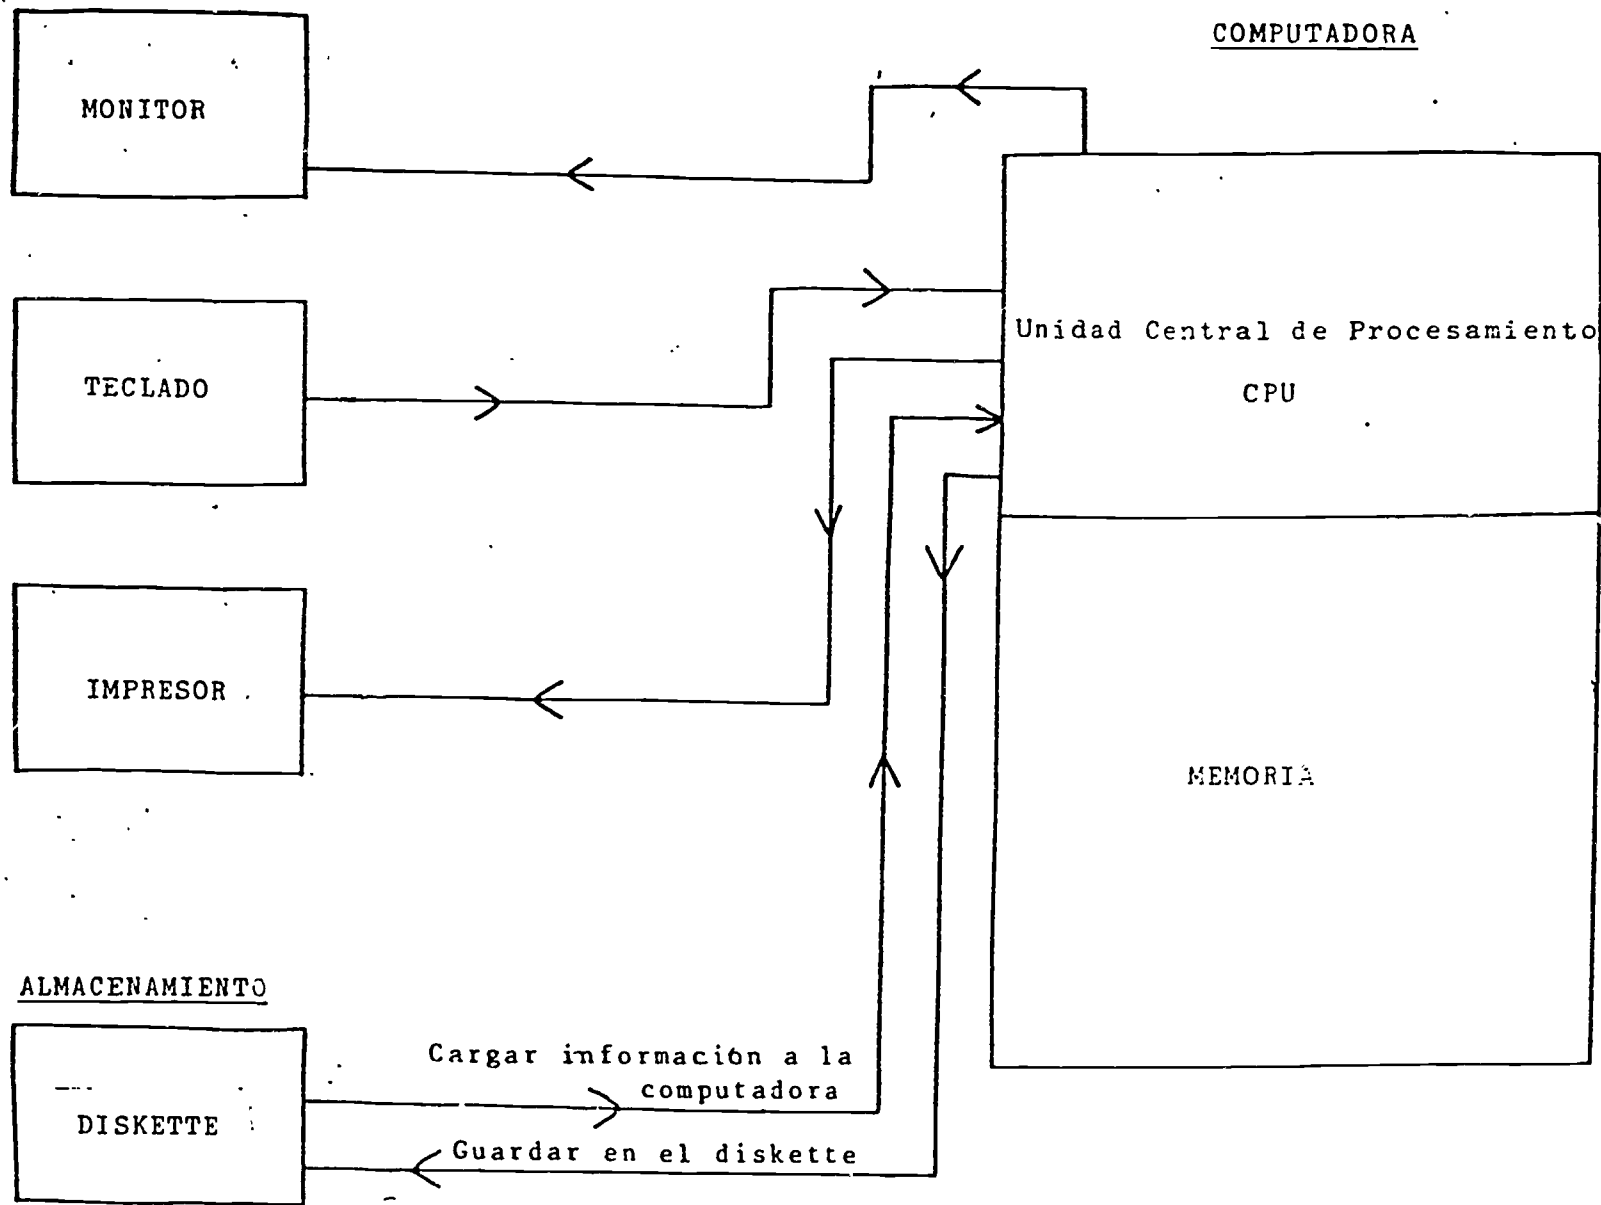 COMPUTADORA
MONITOR
TECLADO
Unidad Central de Procesamiento
CPU
IMPRESOR
MEMORIA
ALMACENAMIENTO
DISKETTE
Cargar información a la
computadora
Guardar en el diskette